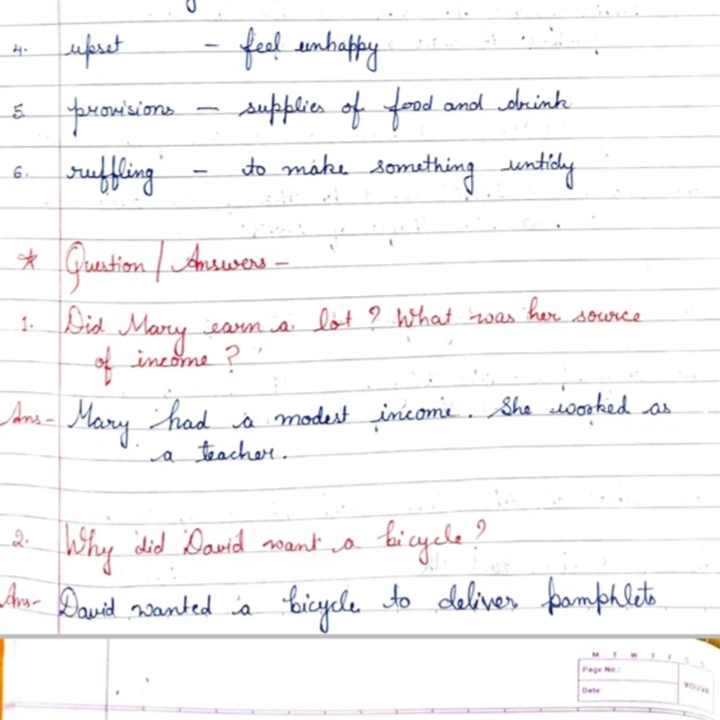 4. upset - feel unhappy
5. provisions - supplies of food and drink
6. ruffling - to make something untidy
* Question / Answers -
1. Did Mary earn a lot ? What was her source
of income ?
Ans- Mary had a modest income. She worked as
a teacher.
2. Why did David want a bicycle ?
Ans- David wanted a bicycle to deliver pamphlets
M T W T F S S
Page No.:
Date:
YOUVA